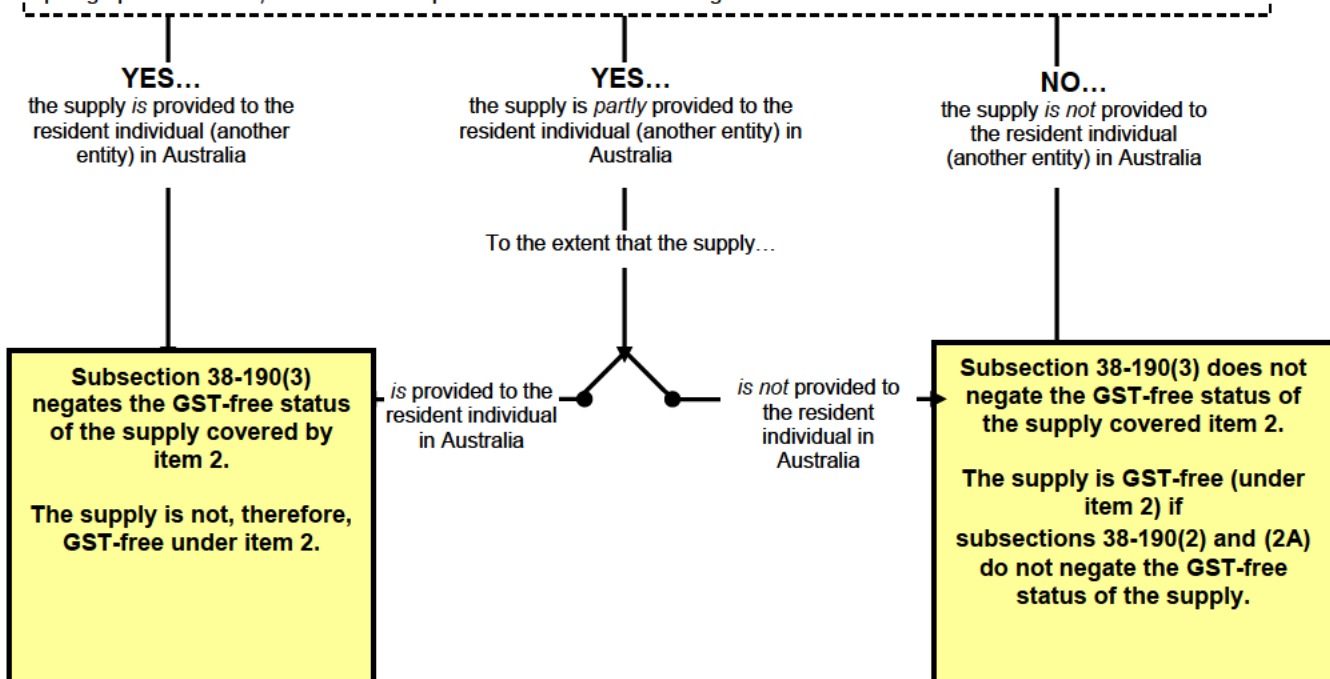 YES…
the supply is provided to the
resident individual (another
entity) in Australia
YES…
the supply is partly provided to the
resident individual (another entity) in
Australia
NO…
the supply is not provided to
the resident individual
(another entity) in Australia
To the extent that the supply…
is provided to the
resident individual
in Australia
is not provided to
the resident
individual in
Australia
Subsection 38-190(3)
negates the GST-free status
of the supply covered by
item 2.
The supply is not, therefore,
GST-free under item 2.
Subsection 38-190(3) does not
negate the GST-free status of
the supply covered item 2.
The supply is GST-free (under
item 2) if
subsections 38-190(2) and (2A)
do not negate the GST-free
status of the supply.